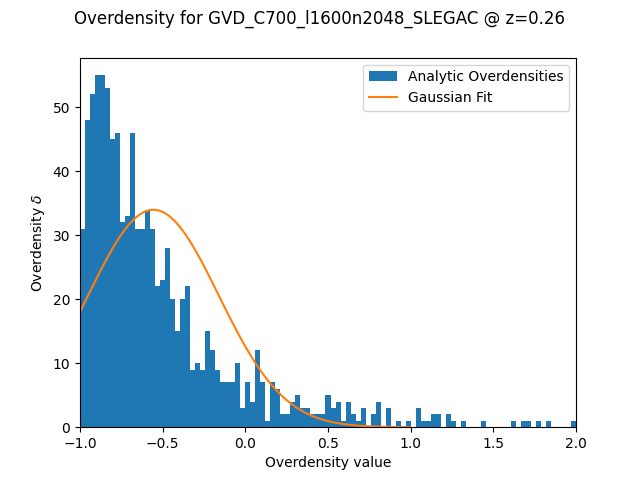 Overdensity for GVD_C700_l1600n2048_SLEGAC @ z=0.26
Analytic Overdensities
Gaussian Fit
Overdensity δ
50
40
30
20
10
0
−1.0 −0.5 0.0 0.5 1.0 1.5 2.0
Overdensity value